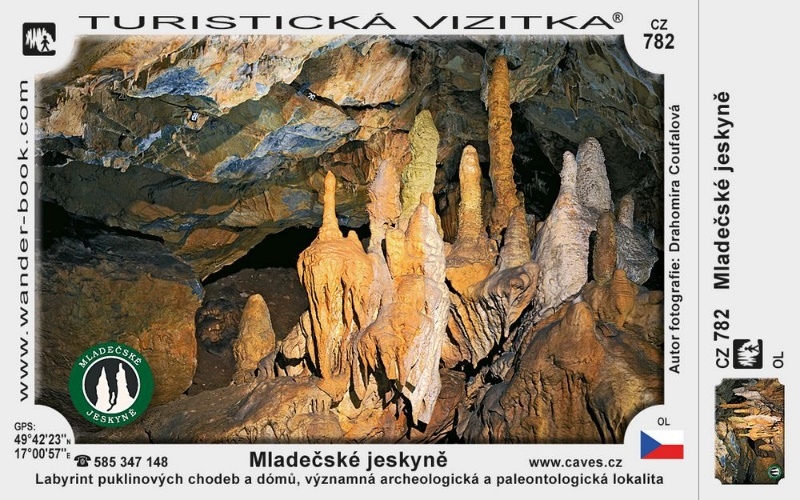 TURISTICKÁ VIZITKA®
CZ
782
www.wander-book.com
Autor fotografie: Drahomíra Coufalová
MLADEČSKÉ
JESKYNĚ
GPS:
49°42'23"N
17°00'57"E
☎ 585 347 148
Mladečské jeskyně
www.caves.cz
OL
Labyrint puklinových chodeb a dómů, významná archeologická a paleontologická lokalita
CZ 782 Mladečské jeskyně
OL